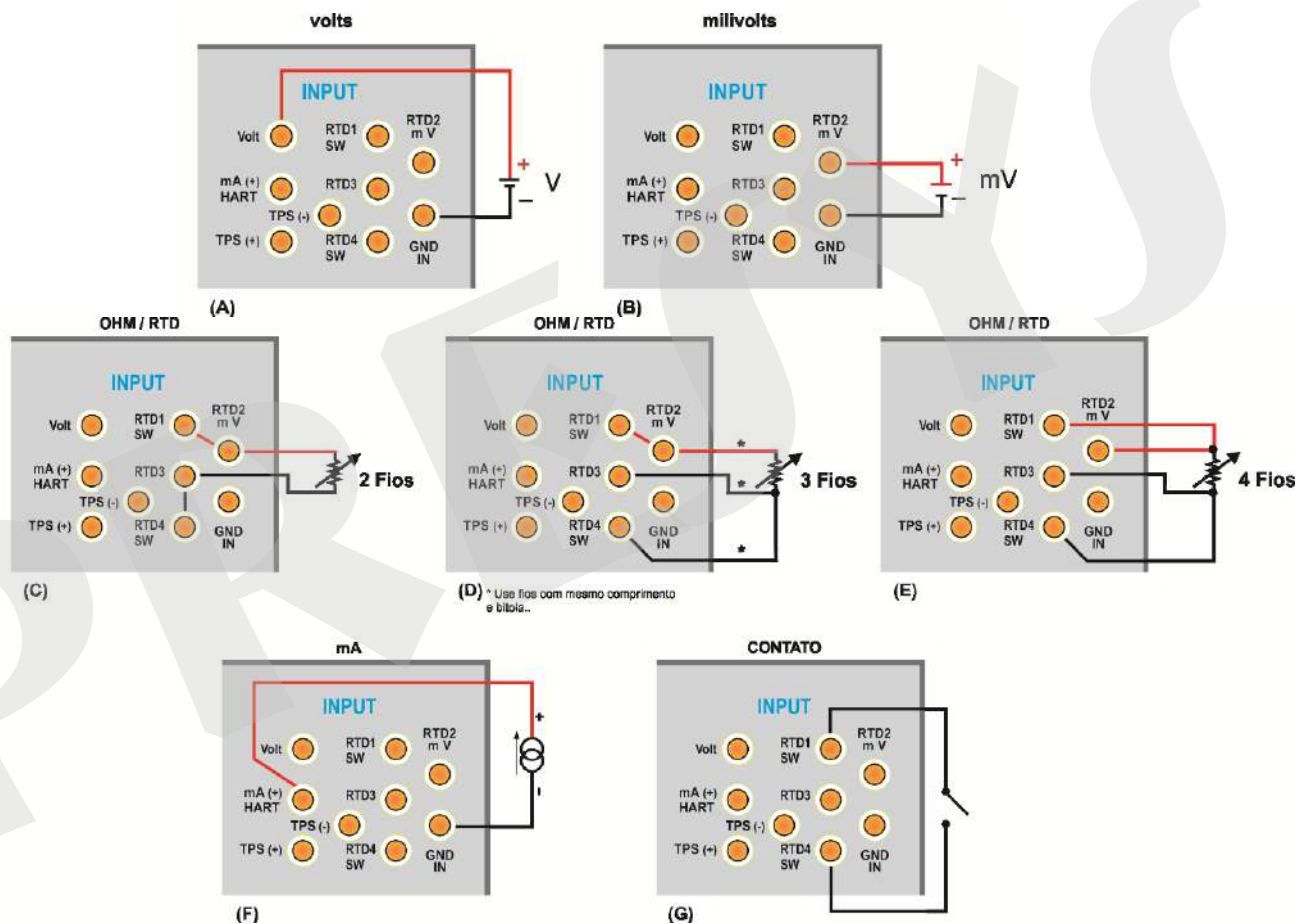 volts
INPUT
Volt
RTD1
SW
RTD2
m V
mA (+)
HART
RTD3
TPS (-)
TPS (+)
RTD4
SW
GND
IN
+
–
V
(A)
milivolts
INPUT
Volt
RTD1
SW
RTD2
m V
mA (+)
HART
RTD3
TPS (-)
TPS (+)
RTD4
SW
GND
IN
+
–
mV
(B)
OHM / RTD
INPUT
Volt
RTD1
SW
RTD2
m V
mA (+)
HART
RTD3
TPS (-)
TPS (+)
RTD4
SW
GND
IN
2 Fios
(C)
OHM / RTD
INPUT
Volt
RTD1
SW
RTD2
m V
mA (+)
HART
RTD3
TPS (-)
TPS (+)
RTD4
SW
GND
IN
*
*
*
3 Fios
(D) * Use fios com mesmo comprimento
e bitola..
OHM / RTD
INPUT
Volt
RTD1
SW
RTD2
m V
mA (+)
HART
RTD3
TPS (-)
TPS (+)
RTD4
SW
GND
IN
4 Fios
(E)
mA
INPUT
Volt
RTD1
SW
RTD2
m V
mA (+)
HART
RTD3
TPS (-)
TPS (+)
RTD4
SW
GND
IN
+
-
(F)
CONTATO
INPUT
Volt
RTD1
SW
RTD2
m V
mA (+)
HART
RTD3
TPS (-)
TPS (+)
RTD4
SW
GND
IN
(G)
PRESYS